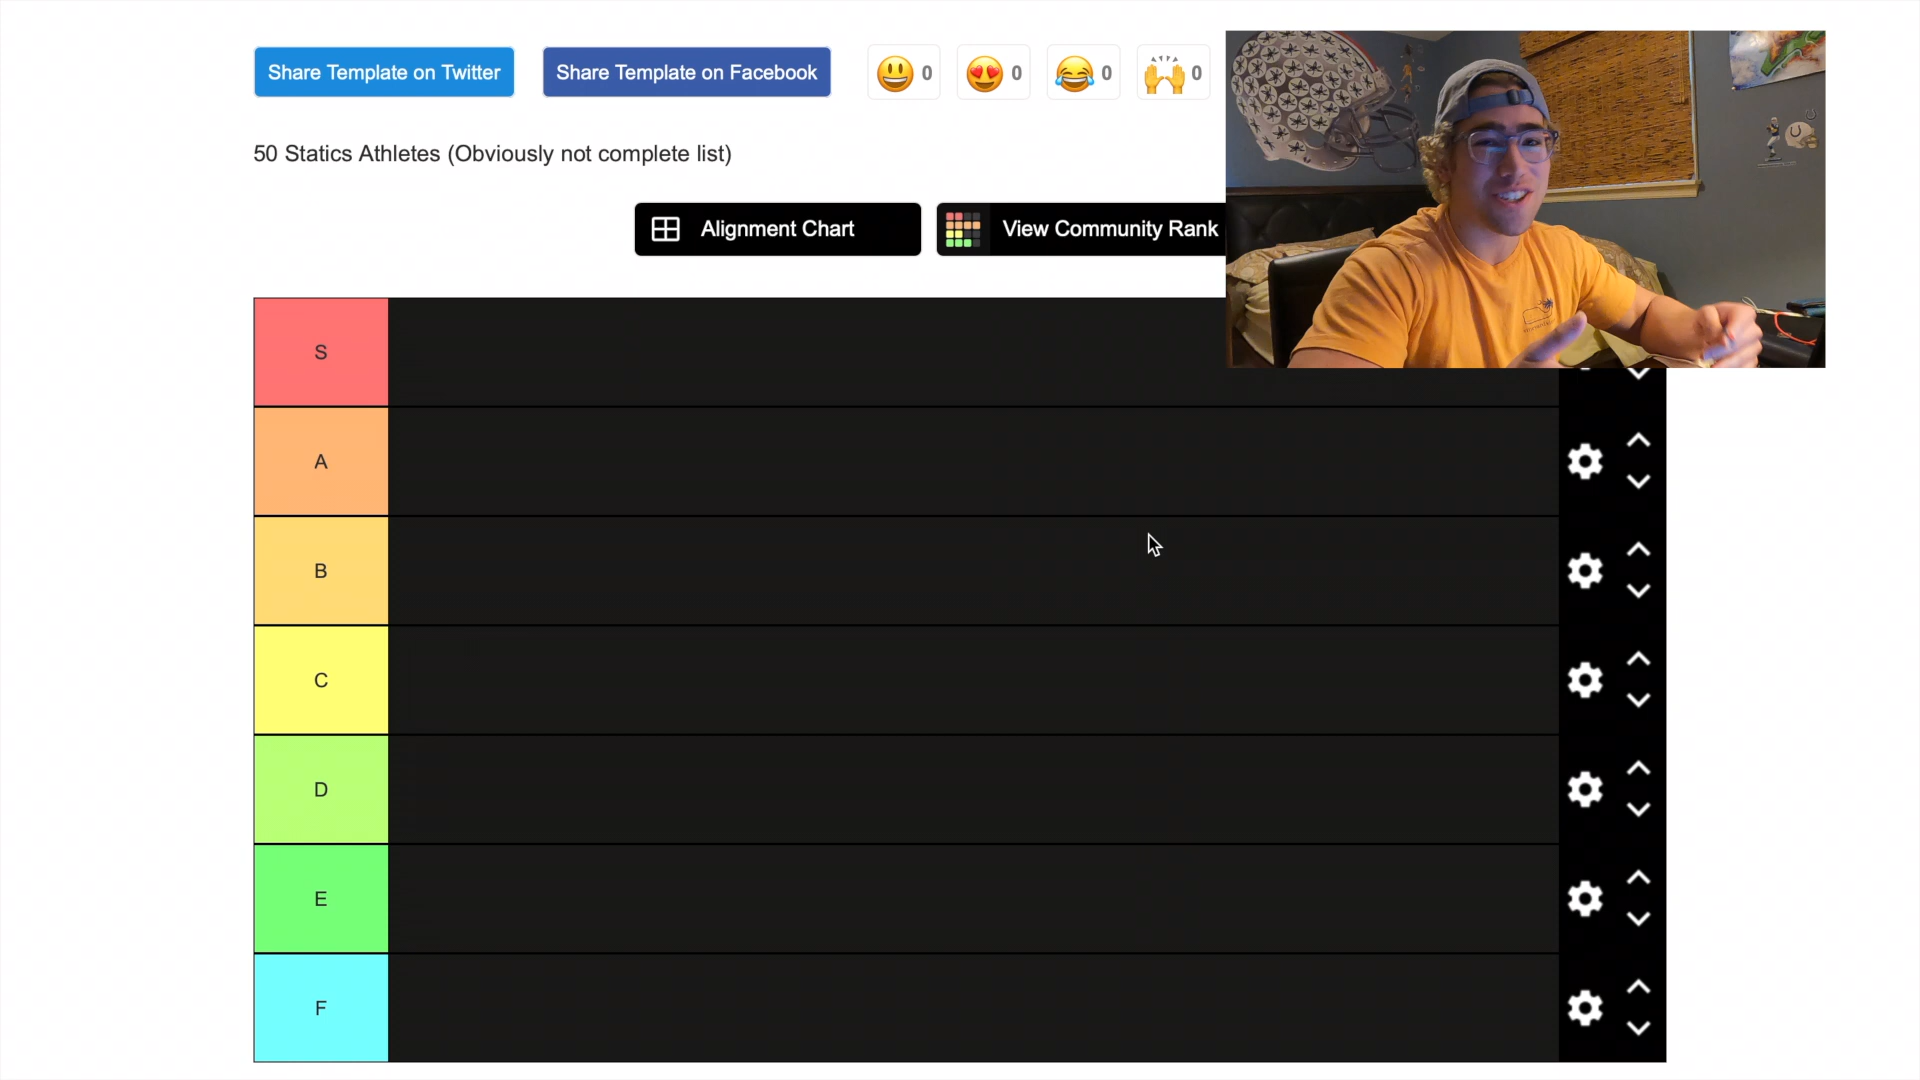 Share Template on Twitter
Share Template on Facebook
0
0
0
0
50 Statics Athletes (Obviously not complete list)
Alignment Chart
View Community Rank
S
A
B
C
D
E
F